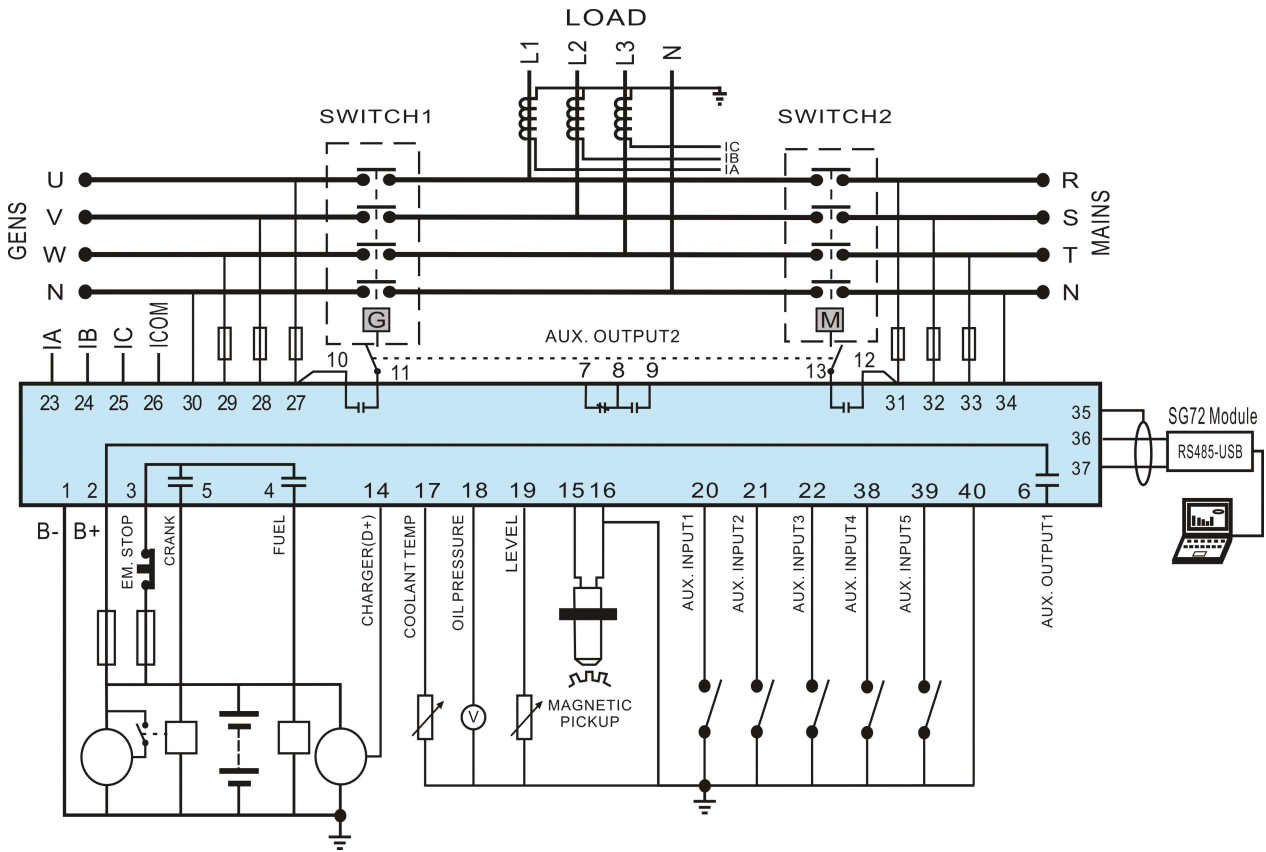 LOAD
L1 L2 L3 N
SWITCH1 SWITCH2
IC
IB
IA
U R
V S
W T
N N
GENS MAINS
G M
AUX. OUTPUT2
IA IB IC ICOM
10 11 7 8 9 13 12
23 24 25 26 30 29 28 27 31 32 33 34
35
36
37
SG72 Module
RS485-USB
1 2 3 5 4 14 17 18 19 15 16 20 21 22 38 39 40 6
B- B+
EM. STOP
CRANK
FUEL
CHARGER(D+)
COOLANT TEMP
OIL PRESSURE
LEVEL
AUX. INPUT1
AUX. INPUT2
AUX. INPUT3
AUX. INPUT4
AUX. INPUT5
AUX. OUTPUT1
V
MAGNETIC
PICKUP